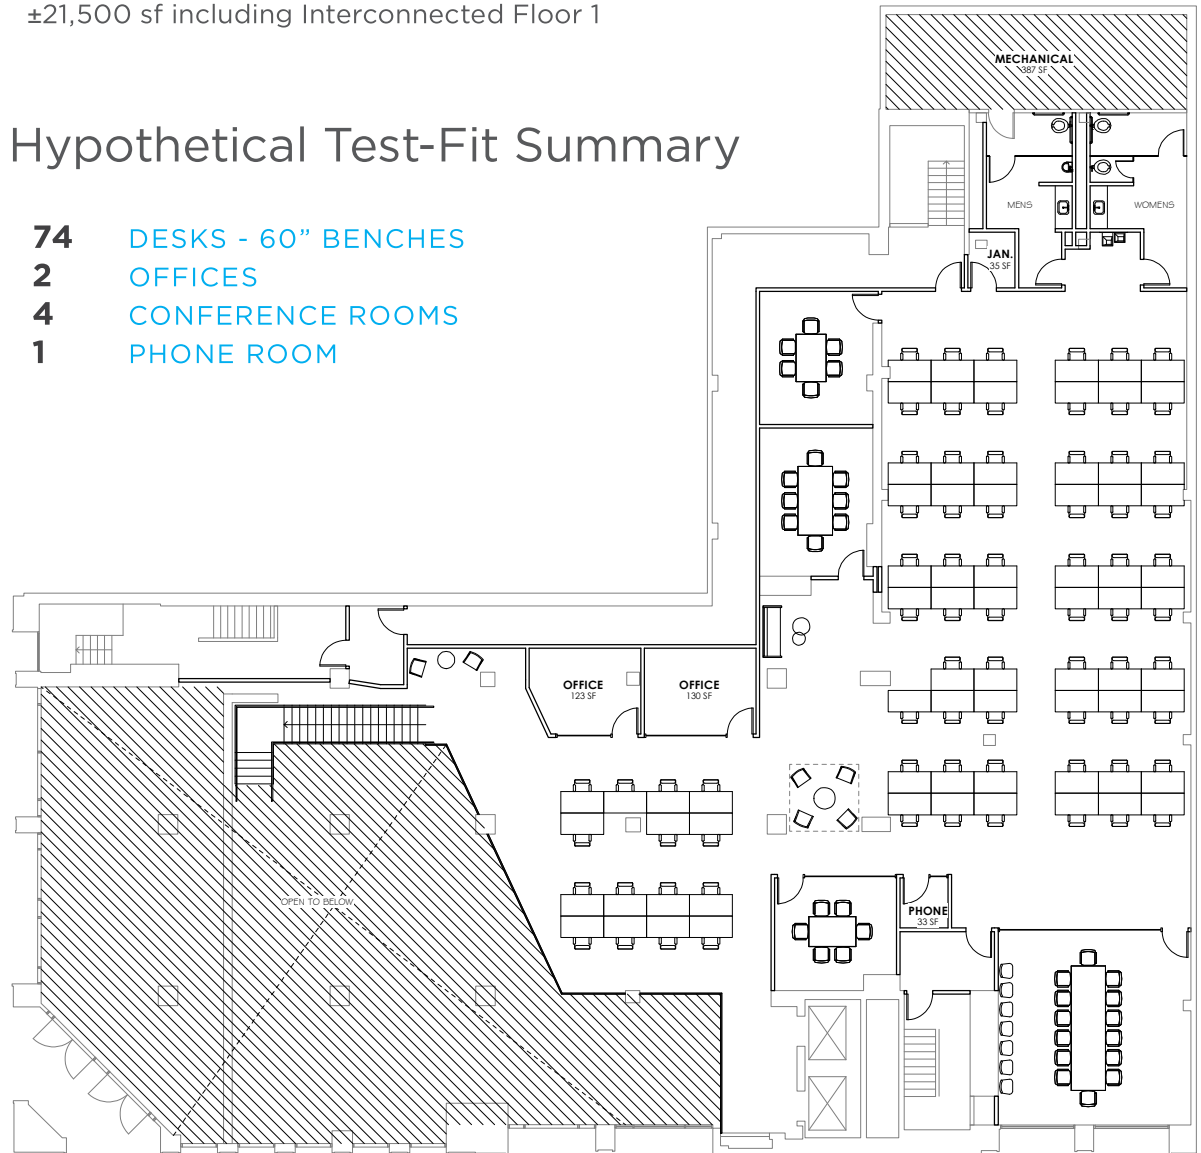 ±21,500 sf including Interconnected Floor 1
Hypothetical Test-Fit Summary
74 DESKS - 60” BENCHES
2 OFFICES
4 CONFERENCE ROOMS
1 PHONE ROOM
MECHANICAL
387 SF
MENS
WOMENS
JAN.
35 SF
OFFICE
123 SF
OFFICE
130 SF
OPEN TO BELOW
PHONE
33 SF